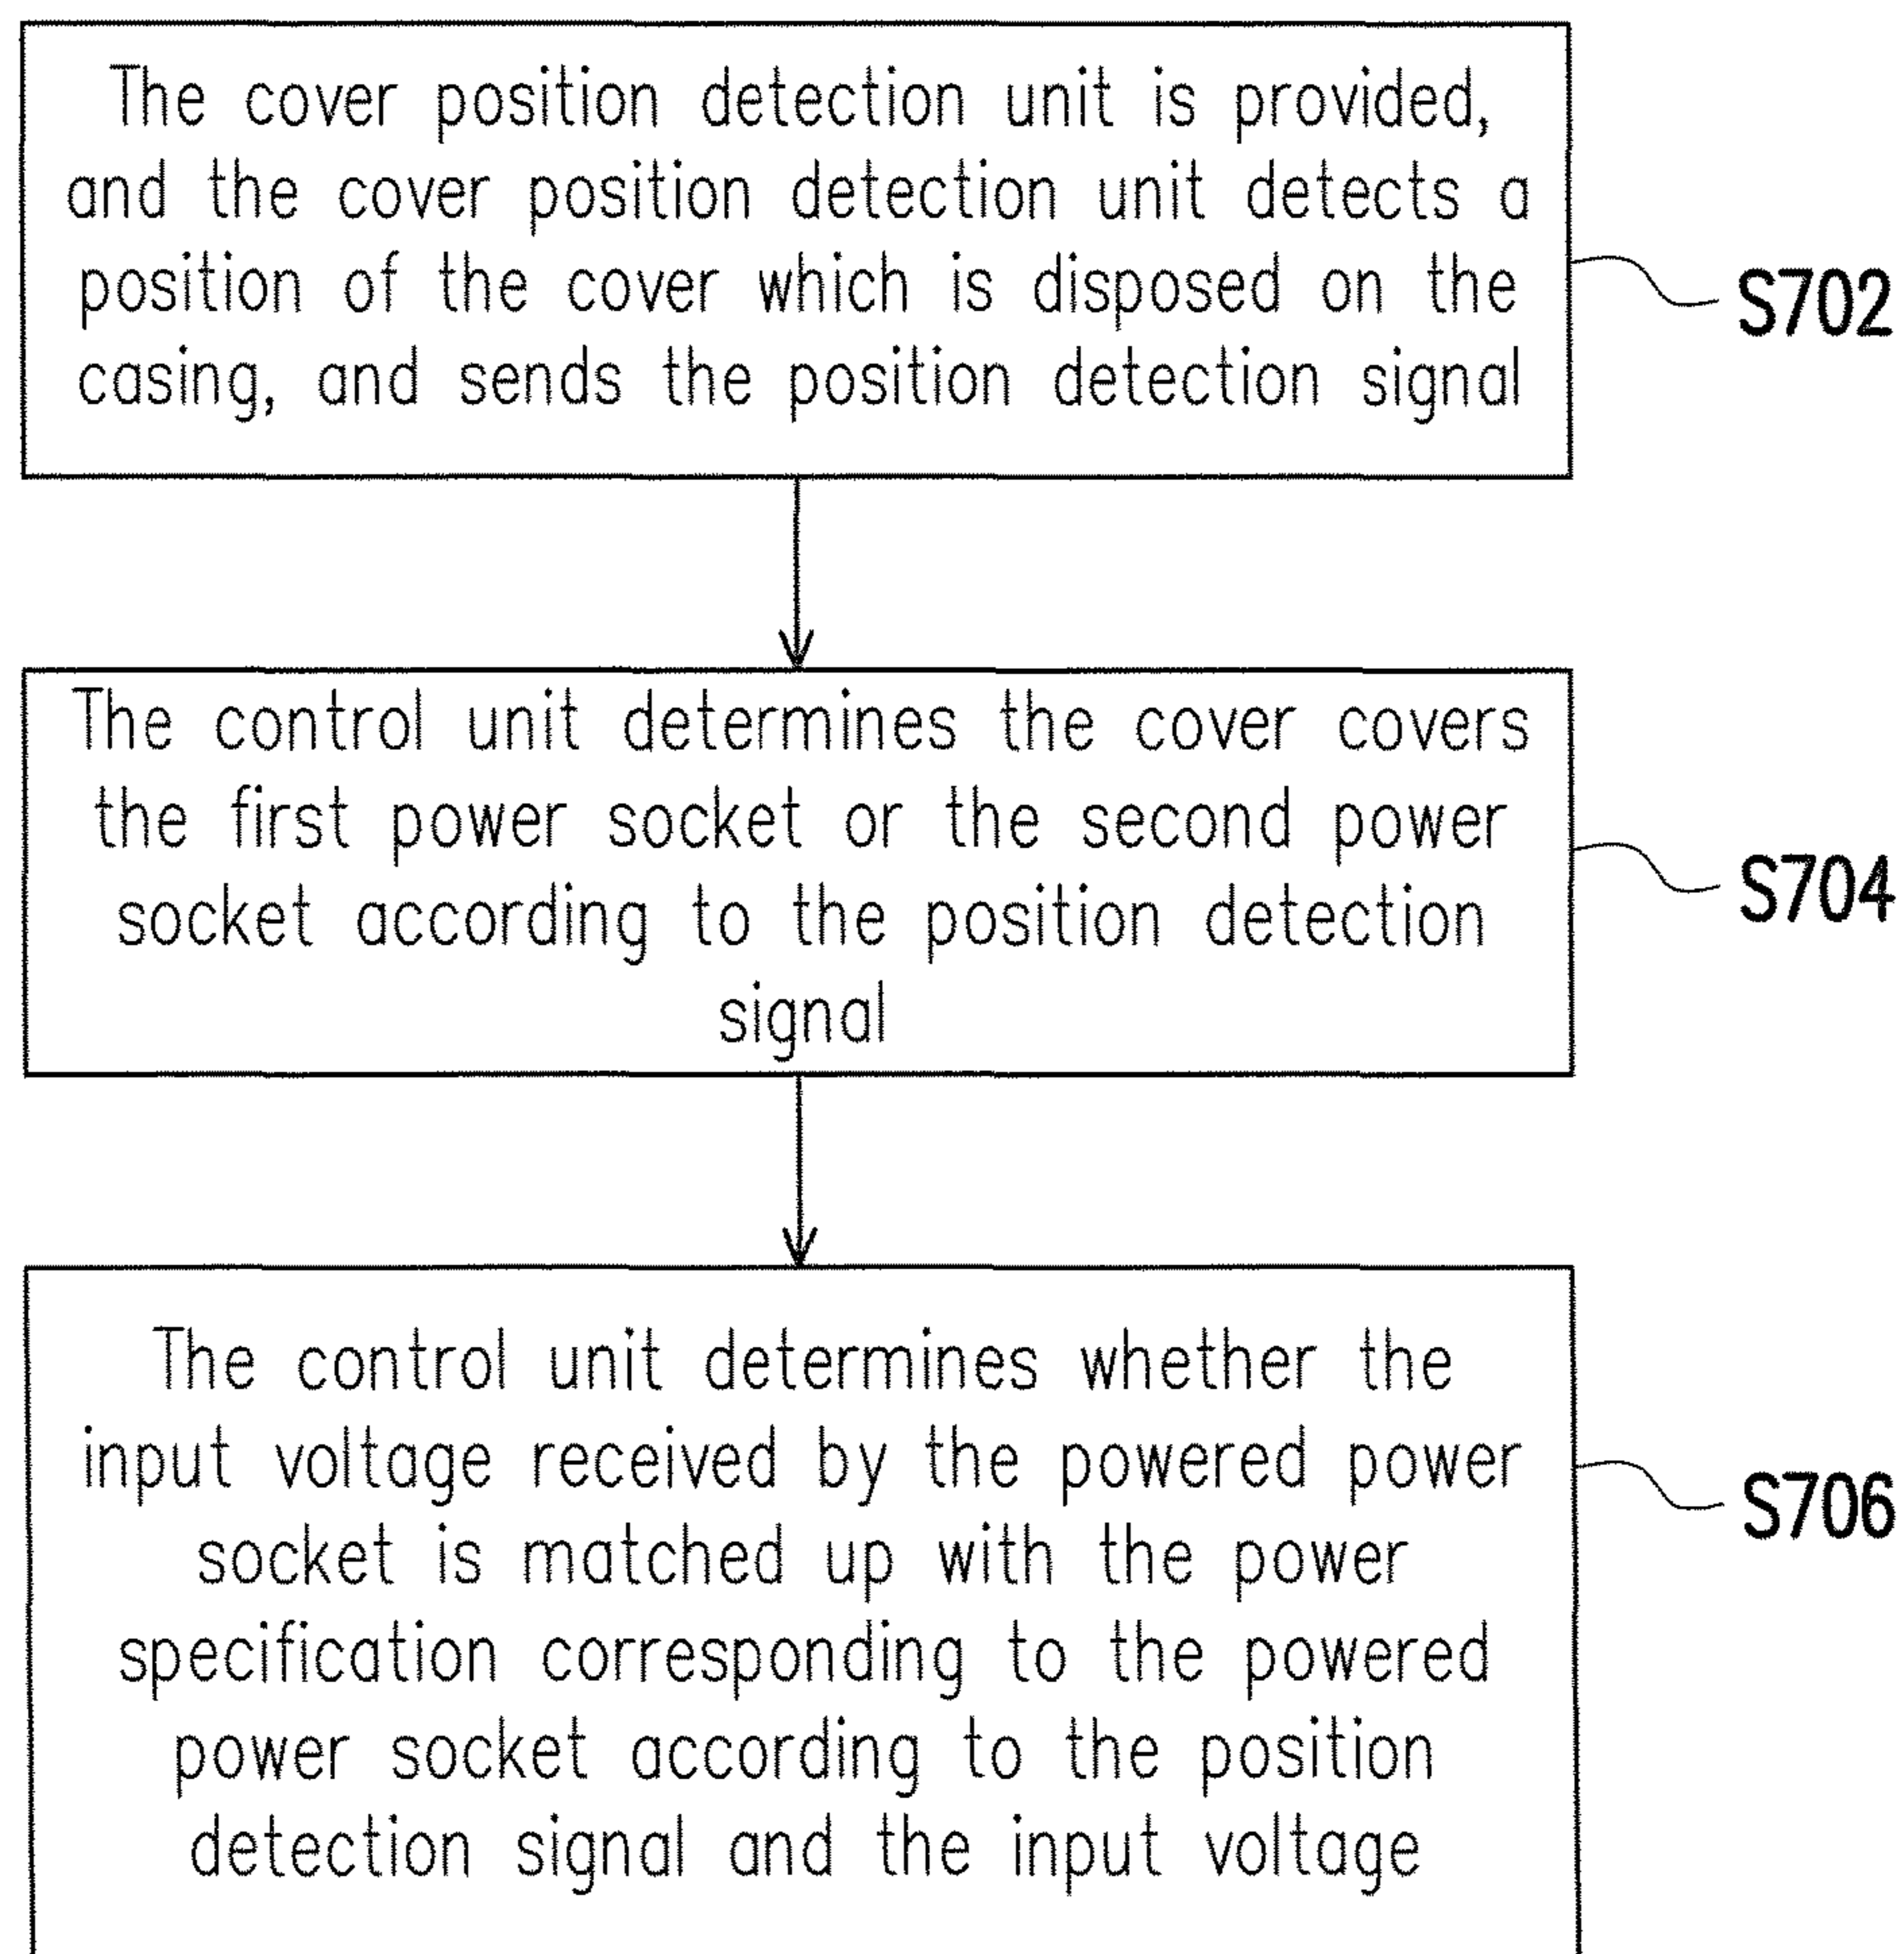 The cover position detection unit is provided,
and the cover position detection unit detects a
position of the cover which is disposed on the
casing, and sends the position detection signal
S702
The control unit determines the cover covers
the first power socket or the second power
socket according to the position detection
signal
S704
The control unit determines whether the
input voltage received by the powered power
socket is matched up with the power
specification corresponding to the powered
power socket according to the position
detection signal and the input voltage
S706